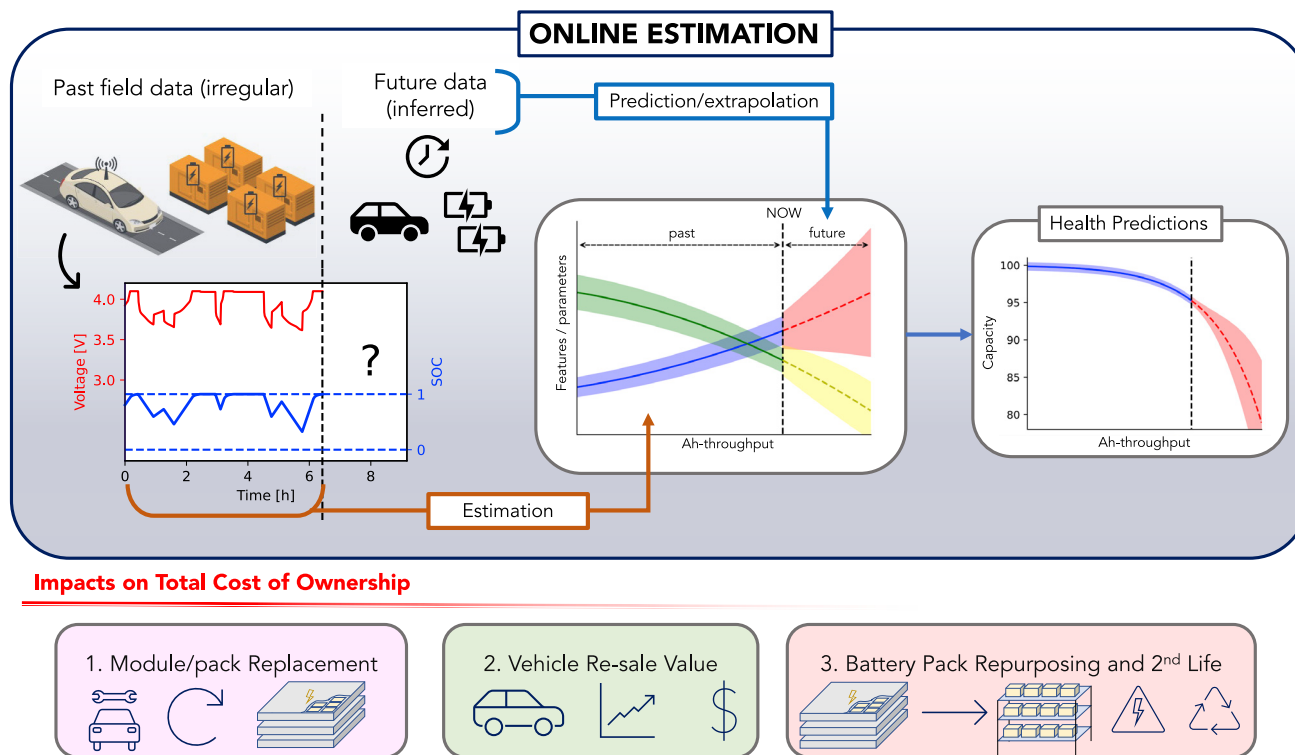 ONLINE ESTIMATION
Past field data (irregular)
Future data
(inferred)
Prediction/extrapolation
4.0
3.5
3.0
Voltage [V]
?
SOC
1
0
0
2
4
6
8
Time [h]
Estimation
NOW
past
future
Features / parameters
Ah-throughput
Health Predictions
100
95
90
85
80
Capacity
Ah-throughput
Impacts on Total Cost of Ownership
1. Module/pack Replacement
2. Vehicle Re-sale Value
$
3. Battery Pack Repurposing and 2nd Life